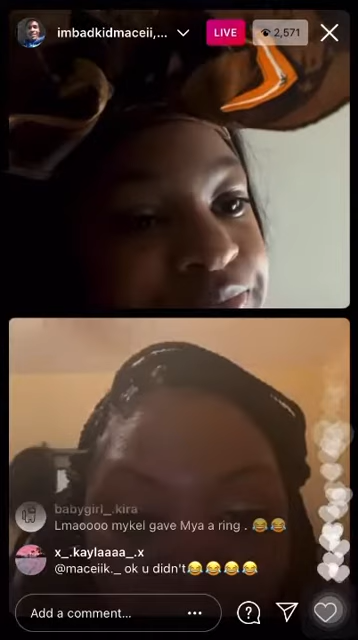 imbadkidmaceii,...
LIVE
2,571
babygirl_.kira
Lmaoooo mykel gave Mya a ring . 😂😂
x_.kaylaaaa_.x
@maceiik._ ok u didn't😂😂😂😂
Add a comment...